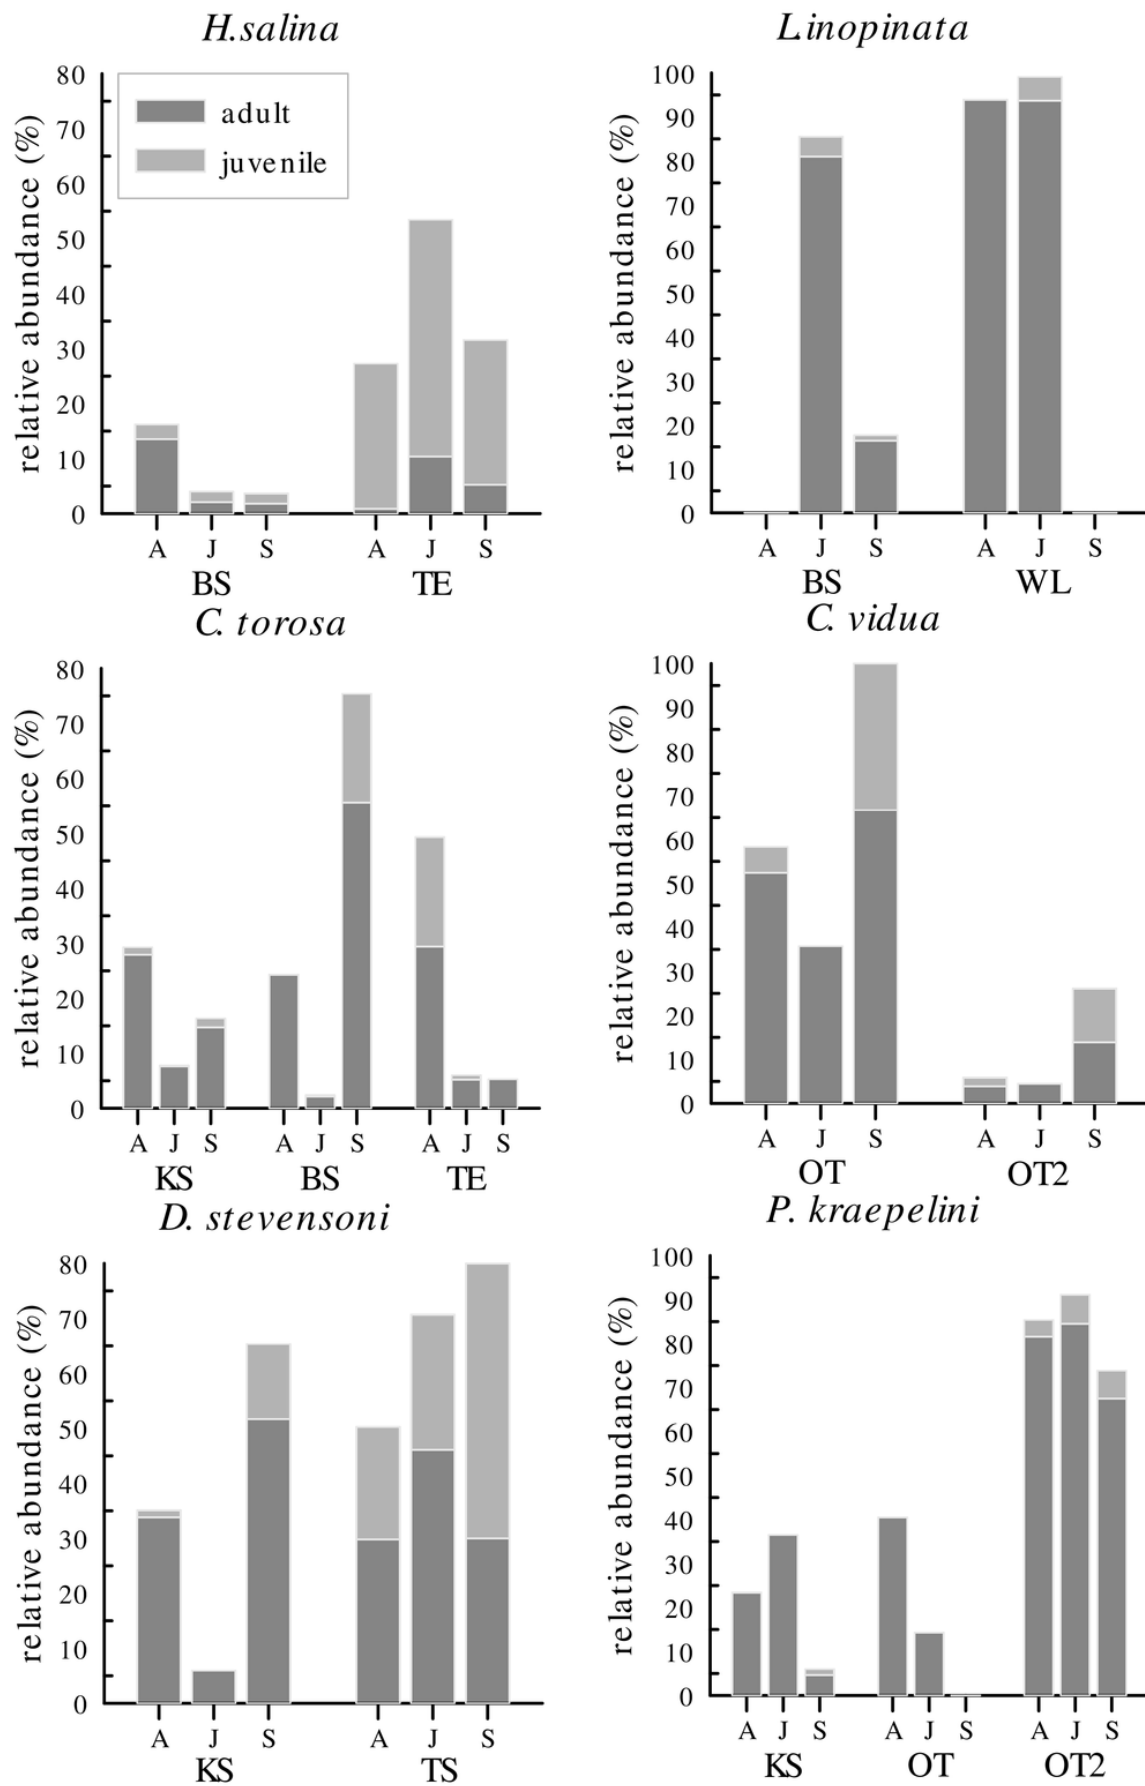 H.salina
relative abundance (%)
80
70
60
50
40
30
20
10
0
adult
juvenile
A J S A J S
BS TE
L.inopinata
relative abundance (%)
100
90
80
70
60
50
40
30
20
10
0
A J S A J S
BS WL
C. torosa
relative abundance (%)
80
70
60
50
40
30
20
10
0
A J S A J S A J S
KS BS TE
C. vidua
relative abundance (%)
100
90
80
70
60
50
40
30
20
10
0
A J S A J S
OT OT2
D. stevensoni
relative abundance (%)
80
70
60
50
40
30
20
10
0
A J S A J S
KS TS
P. kraepelini
relative abundance (%)
100
90
80
70
60
50
40
30
20
10
0
A J S A J S A J S
KS OT OT2